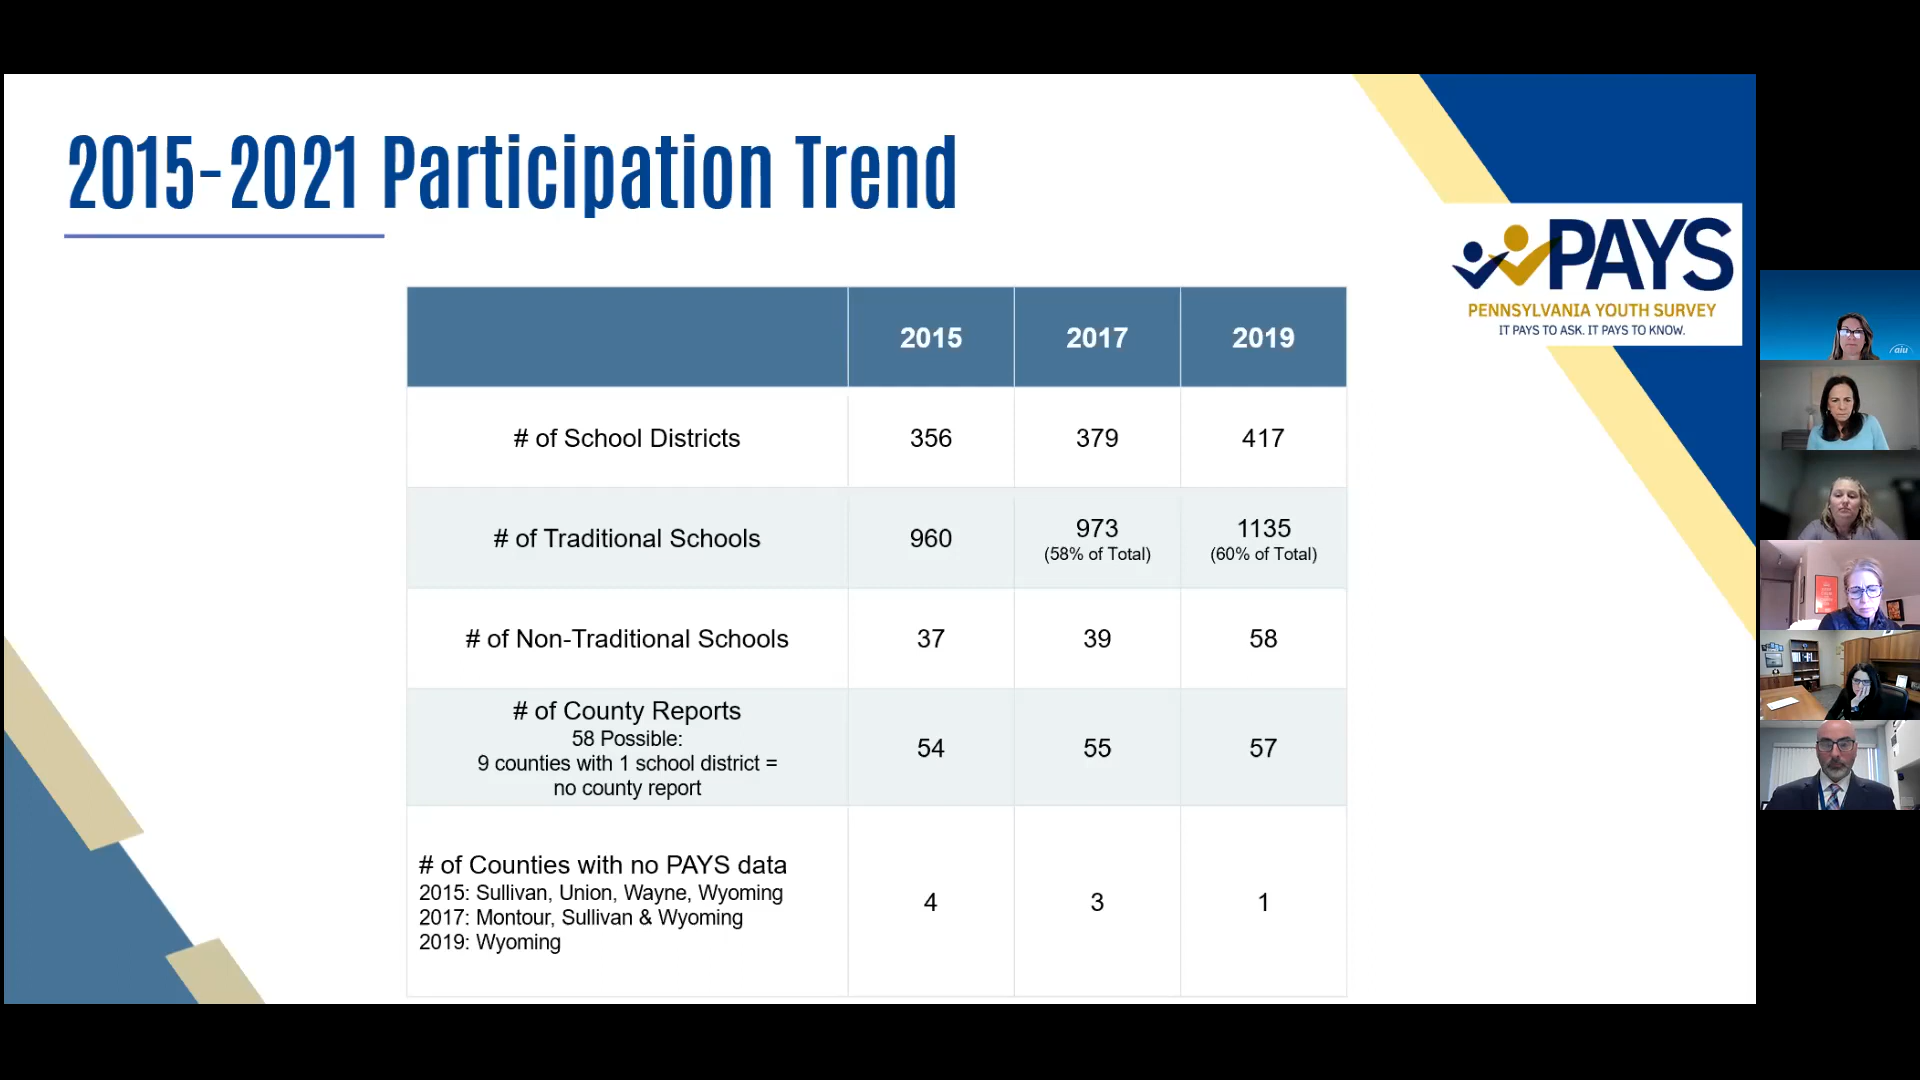 2015-2021 Participation Trend
PAYS
PENNSYLVANIA YOUTH SURVEY
IT PAYS TO ASK. IT PAYS TO KNOW.
2015 2017 2019
# of School Districts 356 379 417
# of Traditional Schools 960 973 1135
(58% of Total) (60% of Total)
# of Non-Traditional Schools 37 39 58
# of County Reports
58 Possible:
9 counties with 1 school district =
no county report
54 55 57
# of Counties with no PAYS data
2015: Sullivan, Union, Wayne, Wyoming
2017: Montour, Sullivan & Wyoming
2019: Wyoming
4 3 1
aiu